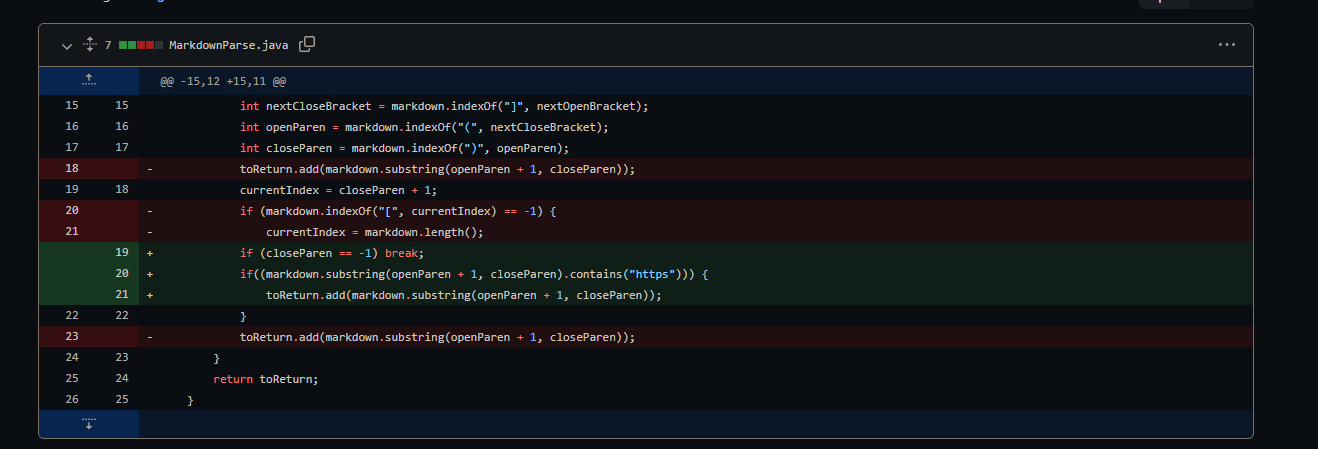 7 MarkdownParse.java ...
@@ -15,12 +15,11 @@
15 15 int nextCloseBracket = markdown.indexOf("]", nextOpenBracket);
16 16 int openParen = markdown.indexOf("(", nextCloseBracket);
17 17 int closeParen = markdown.indexOf(")", openParen);
18 - toReturn.add(markdown.substring(openParen + 1, closeParen));
19 18 currentIndex = closeParen + 1;
20 - if (markdown.indexOf("[", currentIndex) == -1) {
21 - currentIndex = markdown.length();
19 + if (closeParen == -1) break;
20 + if((markdown.substring(openParen + 1, closeParen).contains("https"))) {
21 + toReturn.add(markdown.substring(openParen + 1, closeParen));
22 22 }
23 - toReturn.add(markdown.substring(openParen + 1, closeParen));
24 23 }
25 24 return toReturn;
26 25 }